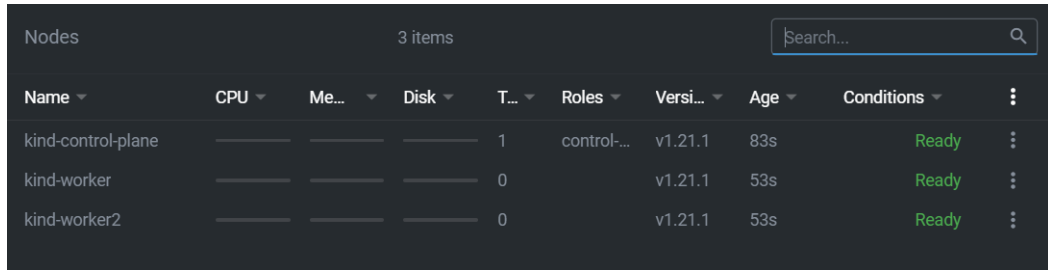 Nodes 3 items Search...
Name CPU Me... Disk T... Roles Versi... Age Conditions
kind-control-plane 1 control-... v1.21.1 83s Ready
kind-worker 0 v1.21.1 53s Ready
kind-worker2 0 v1.21.1 53s Ready